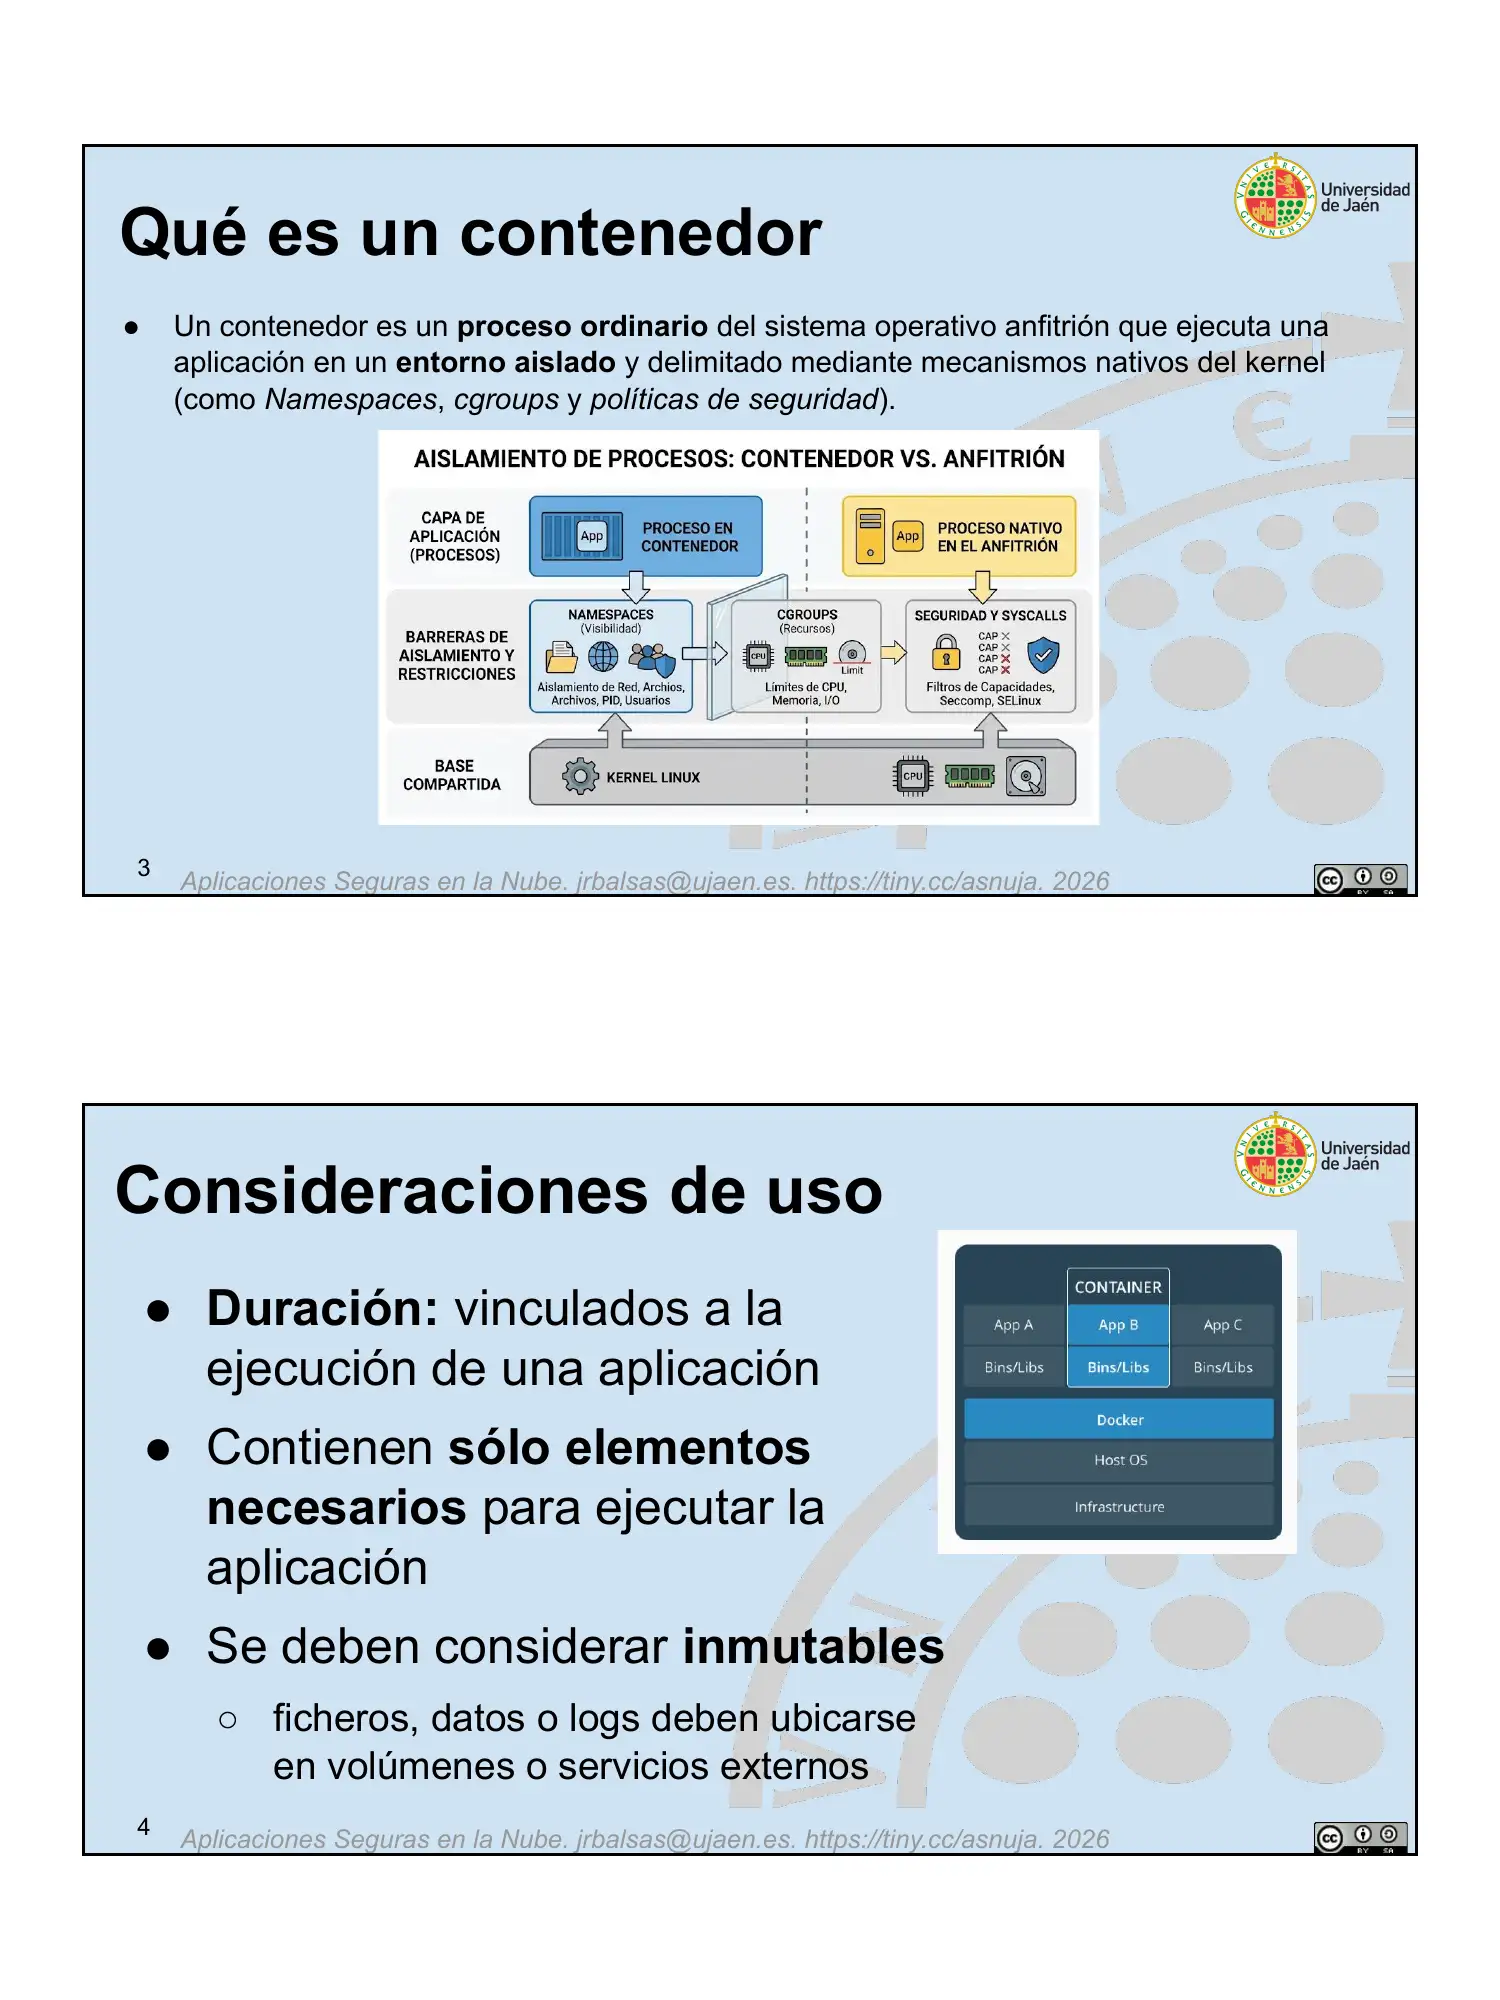 Universidad
de Jaén
Qué es un contenedor
● Un contenedor es un proceso ordinario del sistema operativo anfitrión que ejecuta una
aplicación en un entorno aislado y delimitado mediante mecanismos nativos del kernel
(como Namespaces, cgroups y políticas de seguridad).
AISLAMIENTO DE PROCESOS: CONTENEDOR VS. ANFITRIÓN
CAPA DE
APLICACIÓN
(PROCESOS)
App
PROCESO EN
CONTENEDOR
App
PROCESO NATIVO
EN EL ANFITRIÓN
BARRERAS DE
AISLAMIENTO Y
RESTRICCIONES
NAMESPACES
(Visibilidad)
Aislamiento de Red, Archios,
Archivos, PID, Usuarios
CGROUPS
(Recursos)
CPU
Limit
Límites de CPU,
Memoria, I/O
SEGURIDAD Y SYSCALLS
CAP
CAP
CAP
CAP
Filtros de Capacidades,
Seccomp, SELinux
BASE
COMPARTIDA
KERNEL LINUX
CPU
3
Aplicaciones Seguras en la Nube. jrbalsas@ujaen.es. https://tiny.cc/asnuja. 2026
cc
BY SA
Universidad
de Jaén
Consideraciones de uso
● Duración: vinculados a la
ejecución de una aplicación
● Contienen sólo elementos
necesarios para ejecutar la
aplicación
● Se deben considerar inmutables
○ ficheros, datos o logs deben ubicarse
en volúmenes o servicios externos
CONTAINER
App A App B App C
Bins/Libs Bins/Libs Bins/Libs
Docker
Host OS
Infrastructure
4
Aplicaciones Seguras en la Nube. jrbalsas@ujaen.es. https://tiny.cc/asnuja. 2026
cc
BY SA